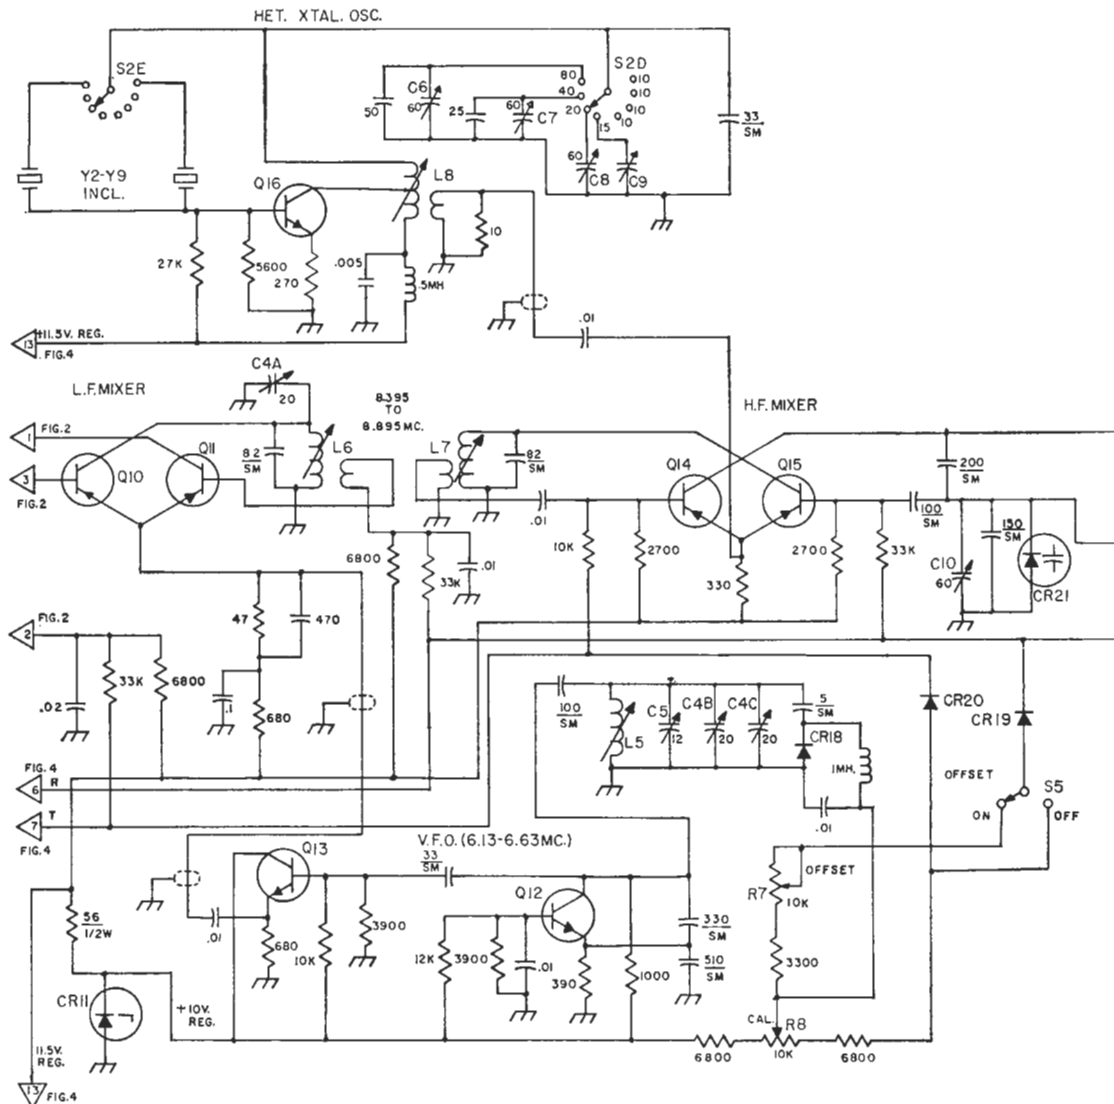 HET. XTAL. OSC.
S2E
Y2-Y9
INCL.
50
C6
60
25
60
C7
80
40
20
15
S2D
10
10
10
10
60
C8
C9
33
SM
Q16
L8
10
27K
5600
270
.005
.5MH
13
+11.5V. REG.
FIG.4
.01
L.F.MIXER
C4A
20
8.395
TO
8.895MC.
H.F. MIXER
1
FIG.2
3
FIG.2
Q10
Q11
82
SM
L6
L7
82
SM
Q14
Q15
200
SM
100
SM
150
SM
C10
60
CR21
.01
10K
2700
330
2700
33K
6800
33K
.01
2
FIG.2
.02
33K
6800
47
470
.1
680
100
SM
L5
C5
12
C4B
20
C4C
20
5
SM
CR18
1MH.
.01
CR20
CR19
OFFSET
ON
S5
OFF
FIG.4
6
R
7
T
FIG.4
V.F.O.(6.13-6.63MC.)
Q13
33
SM
Q12
.01
680
10K
3900
12K
3900
.01
390
1000
330
SM
510
SM
R7
OFFSET
10K
3300
CAL.
R8
10K
6800
6800
56
1/2W
CR11
+10V.
REG.
11.5V.
REG.
13
FIG.4